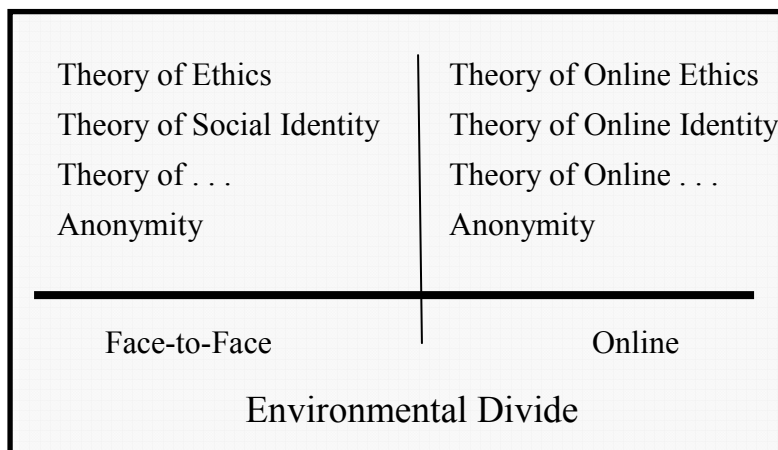 Theory of Ethics
Theory of Social Identity
Theory of . . .
Anonymity
Theory of Online Ethics
Theory of Online Identity
Theory of Online . . .
Anonymity
Face-to-Face
Online
Environmental Divide